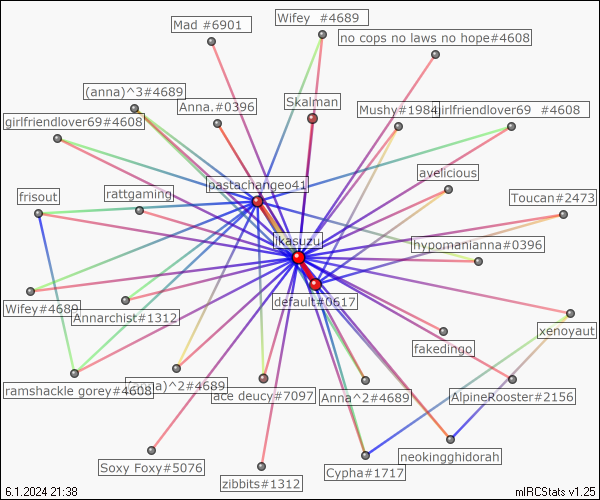 Wifey  #4689
Mad #6901
no cops no laws no hope#4608
(anna)^3#4689
Skalman
Anna.#0396
Mushy#1984
girlfriendlover69  #4608
girlfriendlover69#4608
avelicious
pastachangeo41
frisout
rattgaming
Toucan#2473
ikasuzu
hypomanianna#0396
default#0617
Wifey#4689
Annarchist#1312
xenoyaut
fakedingo
ramshackle gorey#4608
ace deucy#7097
Anna^2#4689
AlpineRooster#2156
neokingghidorah
Soxy Foxy#5076
Cypha#1717
zibbits#1312
6.1.2024 21:38
mIRCStats v1.25